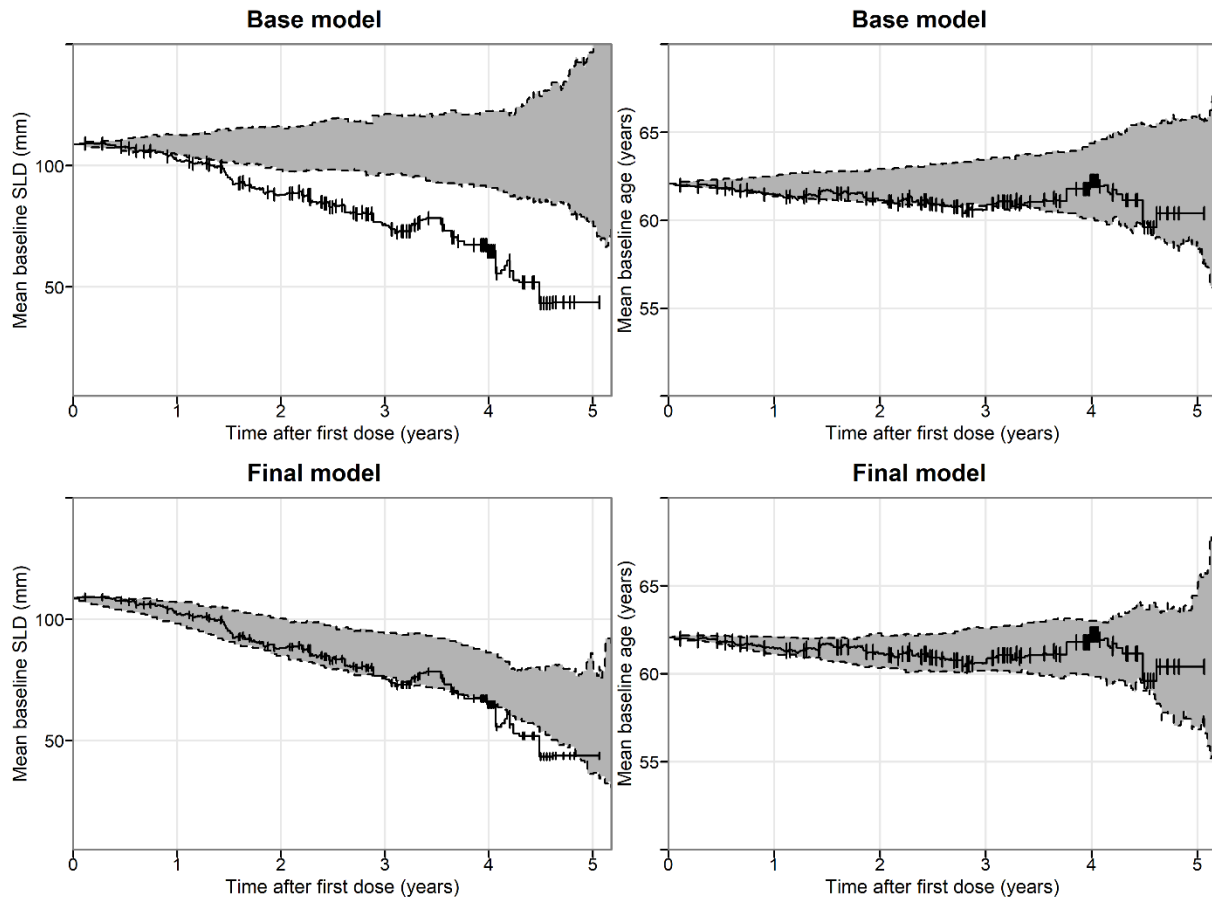 Base model
Mean baseline SLD (mm)
100
50
0 1 2 3 4 5
Time after first dose (years)
Base model
Mean baseline age (years)
65
60
55
0 1 2 3 4 5
Time after first dose (years)
Final model
Mean baseline SLD (mm)
100
50
0 1 2 3 4 5
Time after first dose (years)
Final model
Mean baseline age (years)
65
60
55
0 1 2 3 4 5
Time after first dose (years)